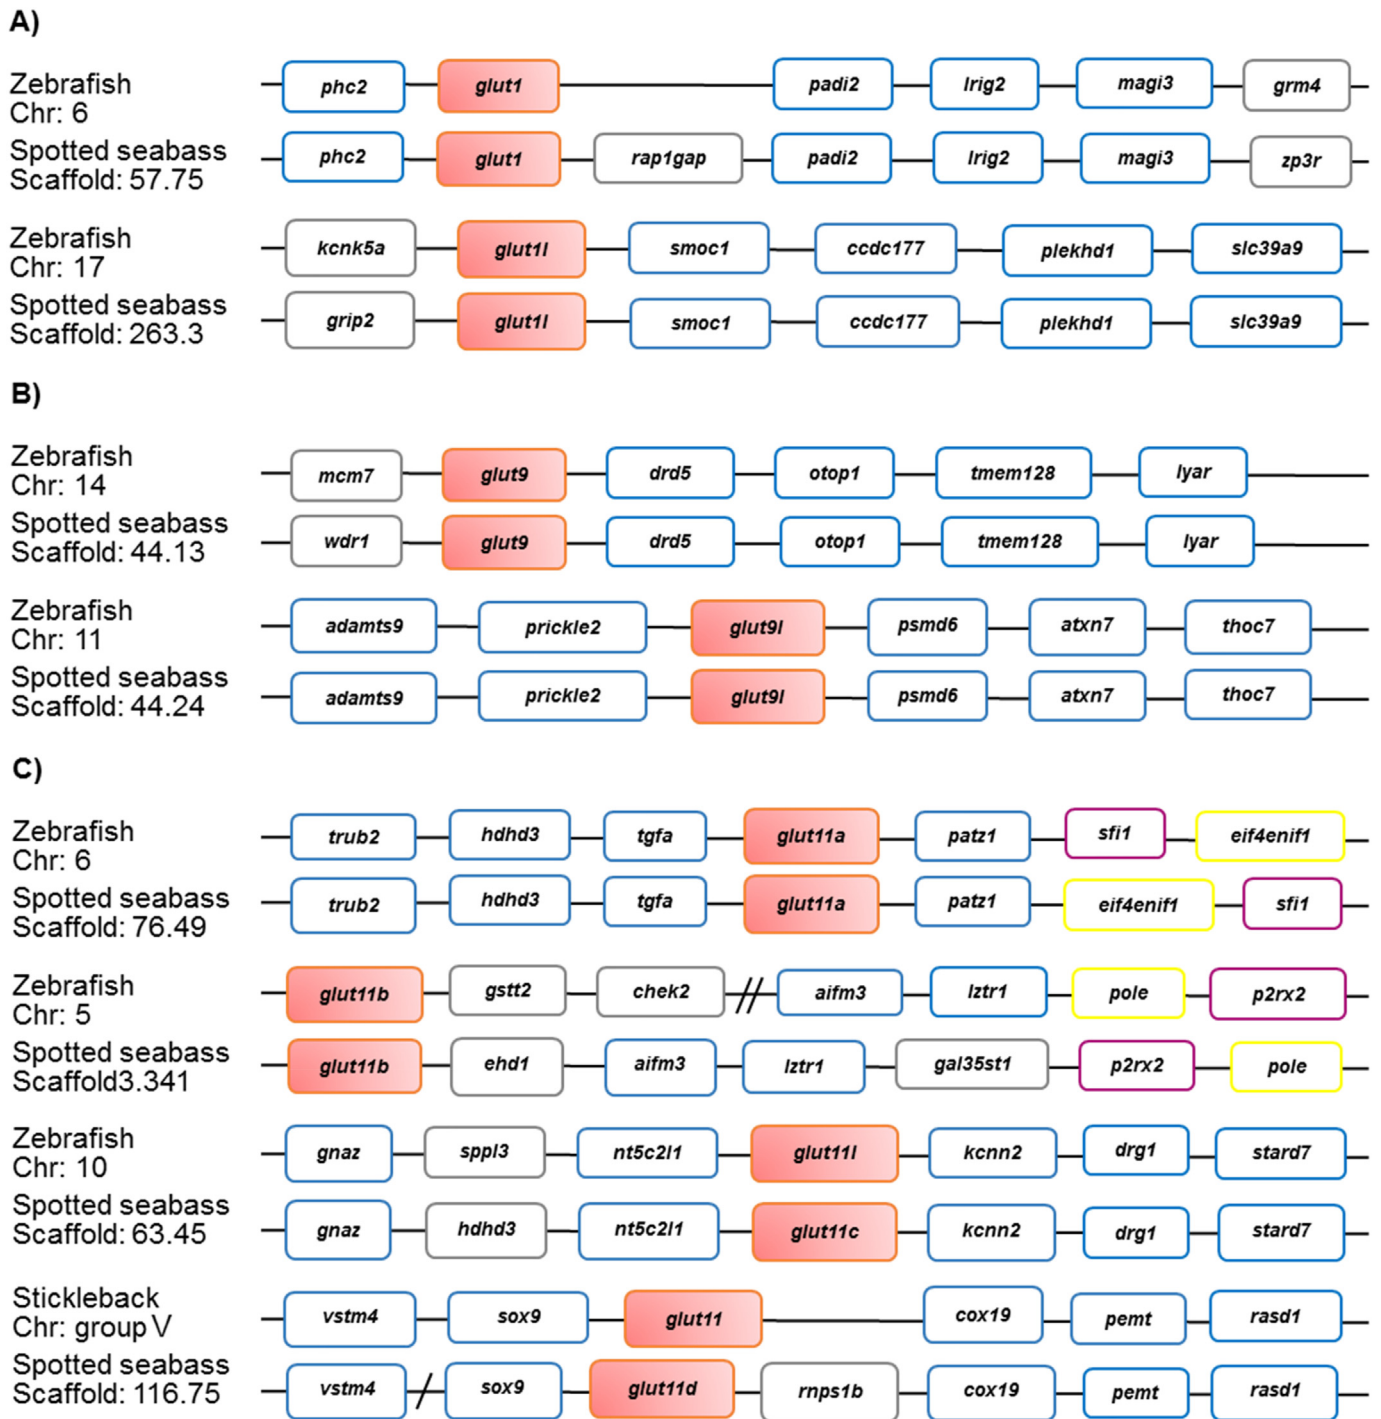 A)
Zebrafish
Chr: 6
phc2 glut1 padi2 lrig2 magi3 grm4
Spotted seabass
Scaffold: 57.75
phc2 glut1 rap1gap padi2 lrig2 magi3 zp3r
Zebrafish
Chr: 17
kcnk5a glut1l smoc1 ccdc177 plekhd1 slc39a9
Spotted seabass
Scaffold: 263.3
grip2 glut1l smoc1 ccdc177 plekhd1 slc39a9
B)
Zebrafish
Chr: 14
mcm7 glut9 drd5 otop1 tmem128 lyar
Spotted seabass
Scaffold: 44.13
wdr1 glut9 drd5 otop1 tmem128 lyar
Zebrafish
Chr: 11
adamts9 prickle2 glut9l psmd6 atxn7 thoc7
Spotted seabass
Scaffold: 44.24
adamts9 prickle2 glut9l psmd6 atxn7 thoc7
C)
Zebrafish
Chr: 6
trub2 hdhd3 tgfa glut11a patz1 sfi1 eif4enif1
Spotted seabass
Scaffold: 76.49
trub2 hdhd3 tgfa glut11a patz1 eif4enif1 sfi1
Zebrafish
Chr: 5
glut11b gstt2 chek2 // aifm3 lztr1 pole p2rx2
Spotted seabass
Scaffold3.341
glut11b ehd1 aifm3 lztr1 gal35st1 p2rx2 pole
Zebrafish
Chr: 10
gnaz sppl3 nt5c2l1 glut11l kcnn2 drg1 stard7
Spotted seabass
Scaffold: 63.45
gnaz hdhd3 nt5c2l1 glut11c kcnn2 drg1 stard7
Stickleback
Chr: group V
vstm4 sox9 glut11 cox19 pemt rasd1
Spotted seabass
Scaffold: 116.75
vstm4 / sox9 glut11d rnps1b cox19 pemt rasd1